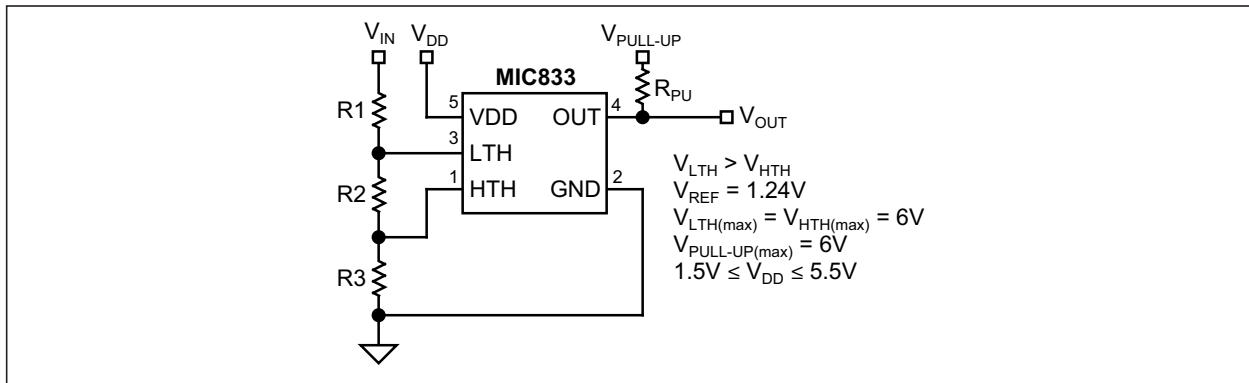 V_IN
V_DD
V_PULL-UP
MIC833
R_PU
R1
5
VDD
OUT
4
V_OUT
3
LTH
1
HTH
GND
2
R2
R3
V_LTH > V_HTH
V_REF = 1.24V
V_LTH(max) = V_HTH(max) = 6V
V_PULL-UP(max) = 6V
1.5V ≤ V_DD ≤ 5.5V